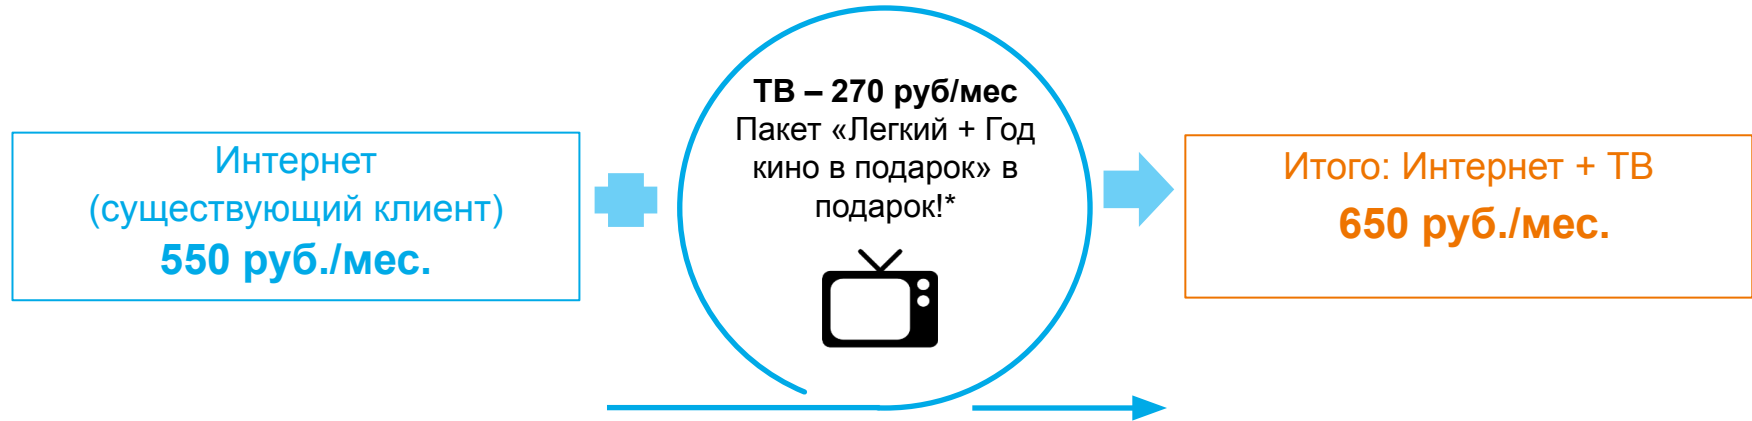 Интернет
(существующий клиент)
550 руб./мес.
ТВ – 270 руб/мес
Пакет «Легкий + Год
кино в подарок» в
подарок!*
Итого: Интернет + ТВ
650 руб./мес.